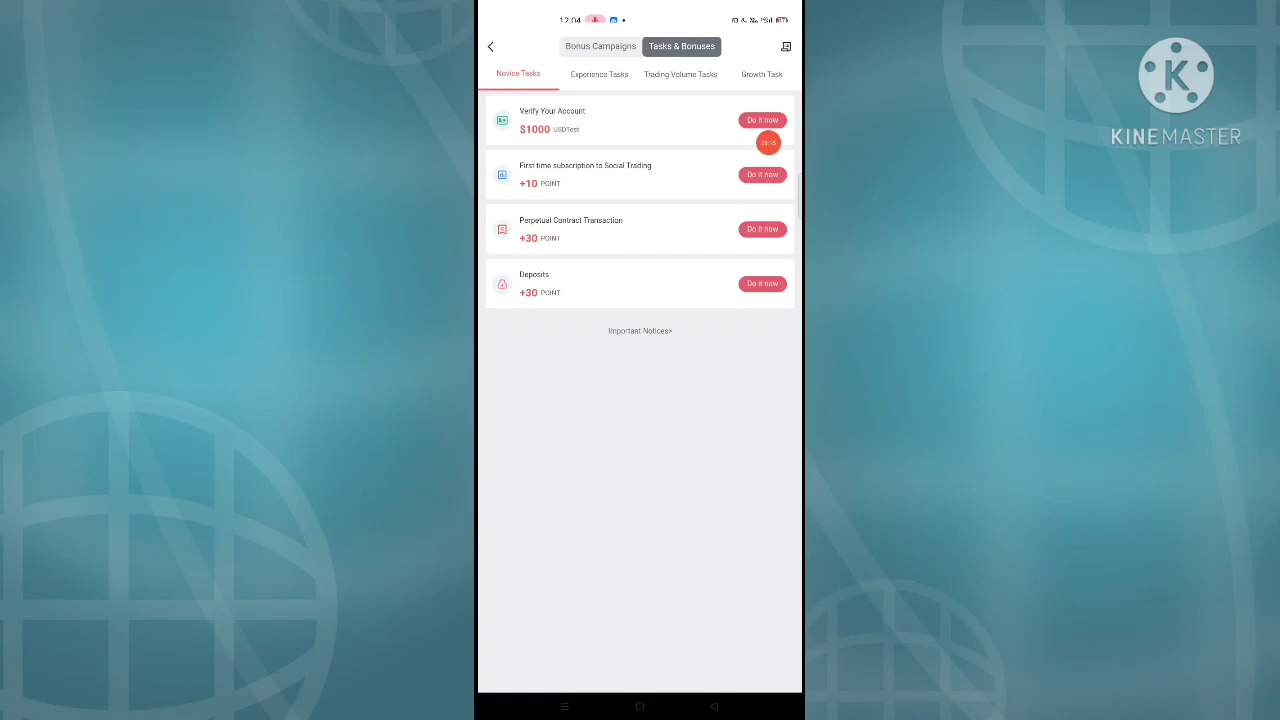 12:04
Bonus Campaigns Tasks & Bonuses
Novice Tasks Experience Tasks Trading Volume Tasks Growth Task
Verify Your Account
$1000 USDTest
Do it now
First time subscription to Social Trading
+10 POINT
Do it now
Perpetual Contract Transaction
+30 POINT
Do it now
Deposits
+30 POINT
Do it now
Important Notices>
K
KINEMASTER